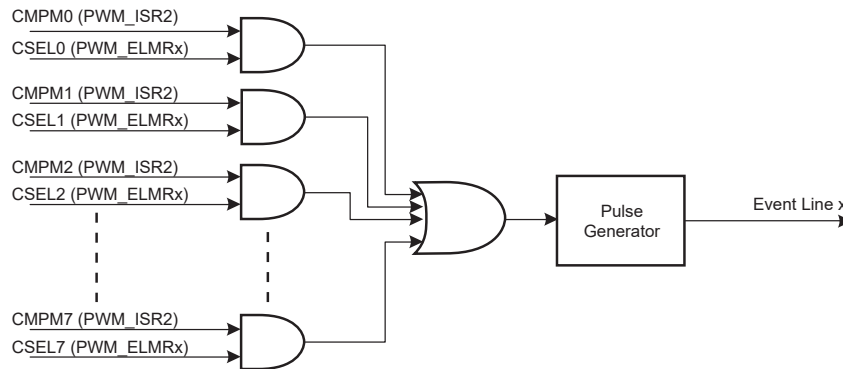 CMPM0 (PWM_ISR2)
CSEL0 (PWM_ELMRx)
CMPM1 (PWM_ISR2)
CSEL1 (PWM_ELMRx)
CMPM2 (PWM_ISR2)
CSEL2 (PWM_ELMRx)
CMPM7 (PWM_ISR2)
CSEL7 (PWM_ELMRx)
Pulse
Generator
Event Line x